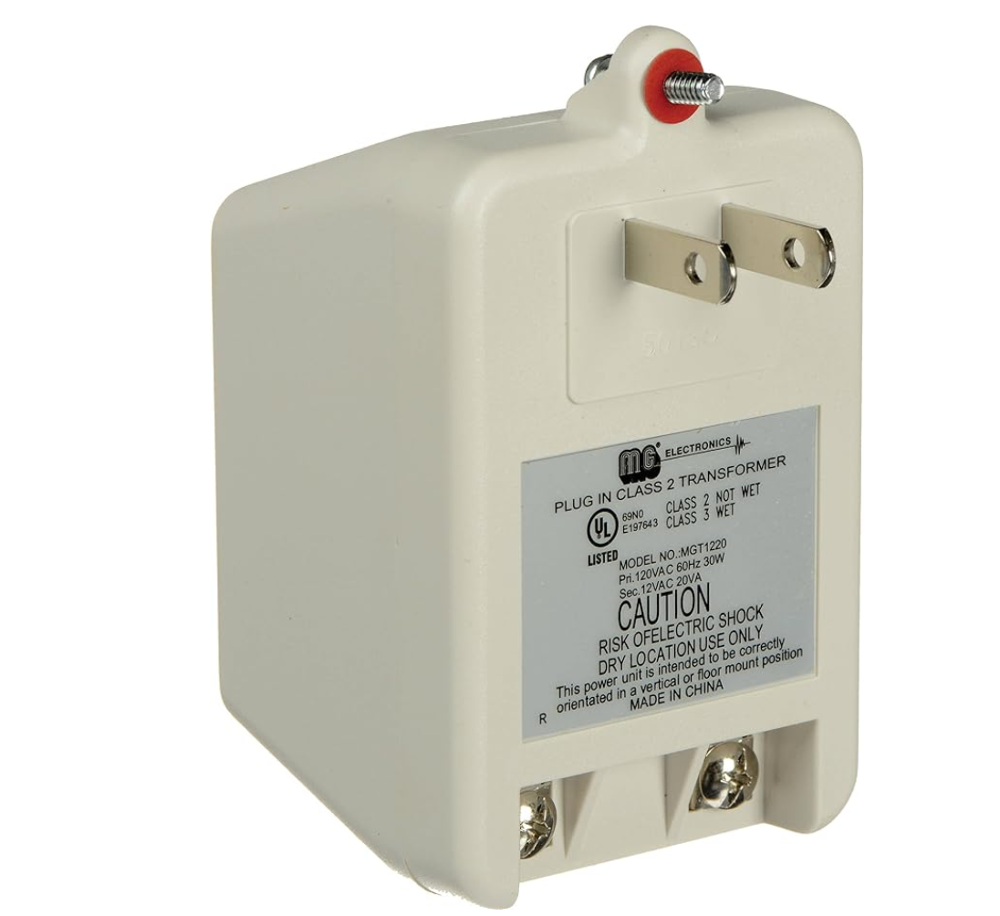 MG® ELECTRONICS
PLUG IN CLASS 2 TRANSFORMER
UL 69N0 CLASS 2 NOT WET
E197643 CLASS 3 WET
LISTED
MODEL NO.:MGT1220
Pri.120VAC 60Hz 30W
Sec.12VAC 20VA
CAUTION
RISK OFELECTRIC SHOCK
DRY LOCATION USE ONLY
This power unit is intended to be correctly
orientated in a vertical or floor mount position
R MADE IN CHINA